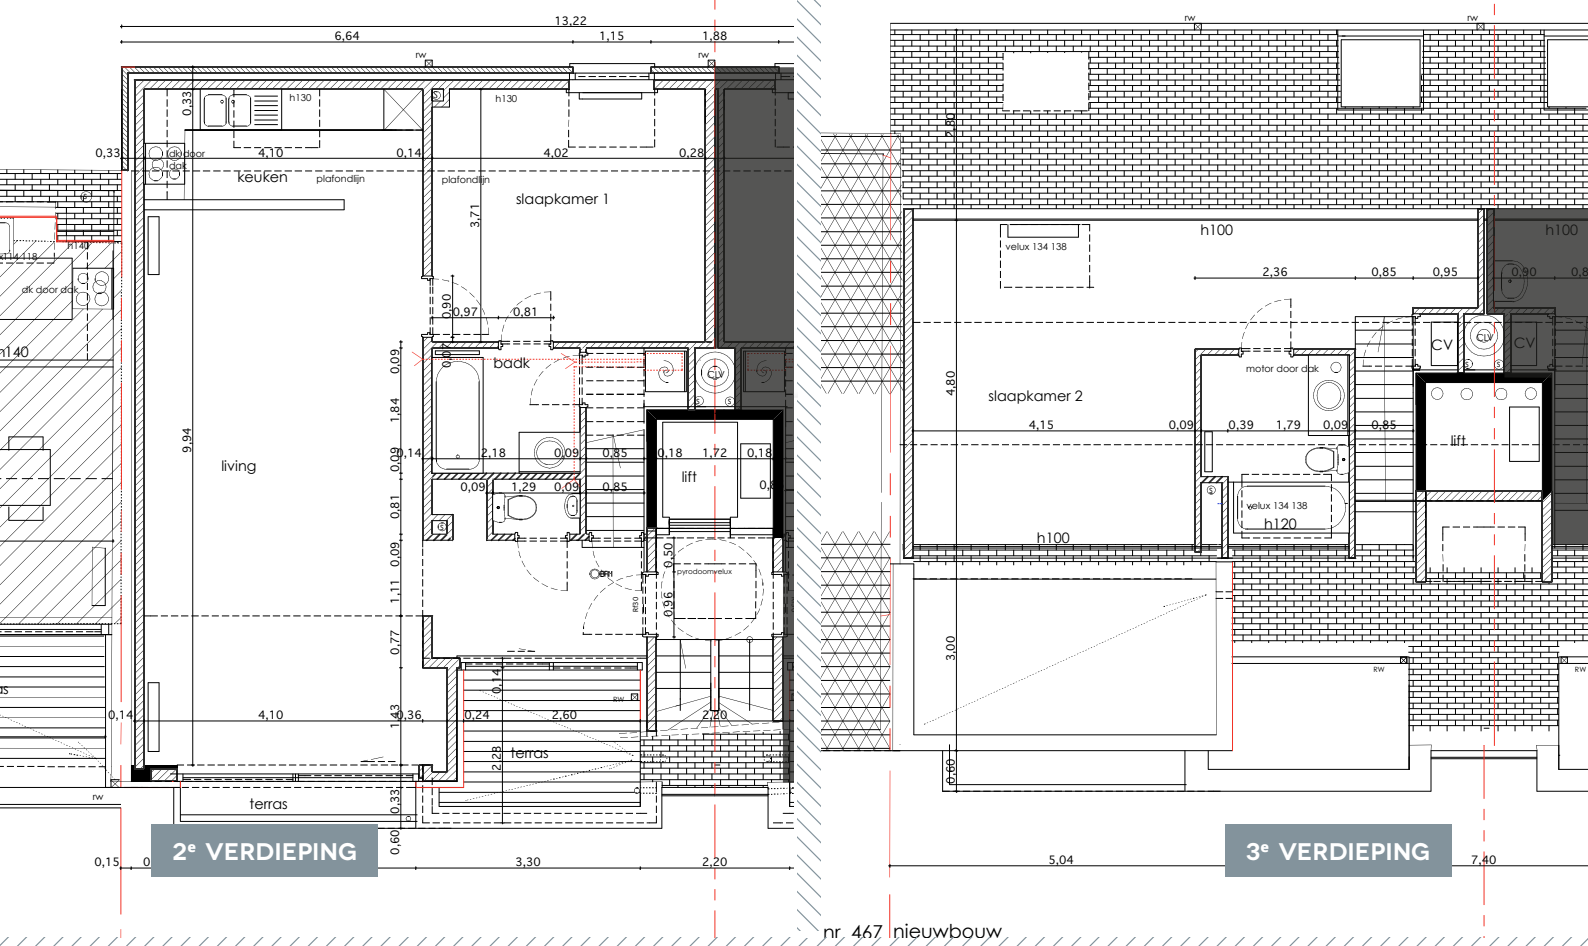 13,22
6,64 1,15 1,88
rw rw
0,33 h130 h130
0,33 4,10 0,14 4,02 0,28
dk door
dak
keuken plafondlijn plafondlijn
slaapkamer 1
3,71
h140
dk door dak
h140
0,90
0,97 0,81
0,09 badk
CLV
1,84
9,94
living
0,09
0,14 2,18 0,09 0,85 0,18 1,72 0,18
lift
0,09 1,29 0,09 0,85
0,81
S
0,09 0,50
pyrodoomvelux
1,11 Rf30 0,96
0,77
0,14
RW
0,14 4,10 0,36 1,43 0,24 2,60 2,20
2,28 terras
rw terras 0,33
0,60
2e VERDIEPING
0,15 3,30 2,20
rw rw
2,80
h100 h100
velux 134 138
2,36 0,85 0,95 0,90
CV CLV CV
motor door dak
4,80
slaapkamer 2
4,15 0,09 0,39 1,79 0,09 0,85
lift
S
velux 134 138
h120
h100
3,00
RW RW
0,60
3e VERDIEPING
5,04 7,40
nr 467 nieuwbouw